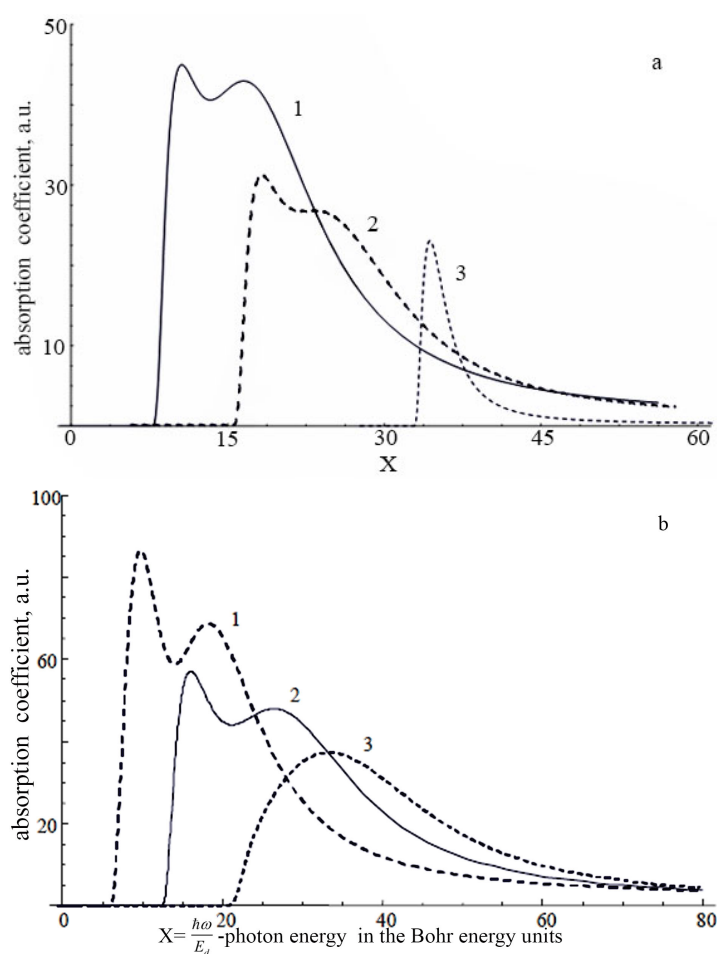 50
a
1
30
2
3
10
0 15 30 45 60
X
absorption coefficient, a.u.
100
b
1
60
2
3
20
0 20 40 60 80
absorption coefficient, a.u.
X= ħω/E_d -photon energy in the Bohr energy units